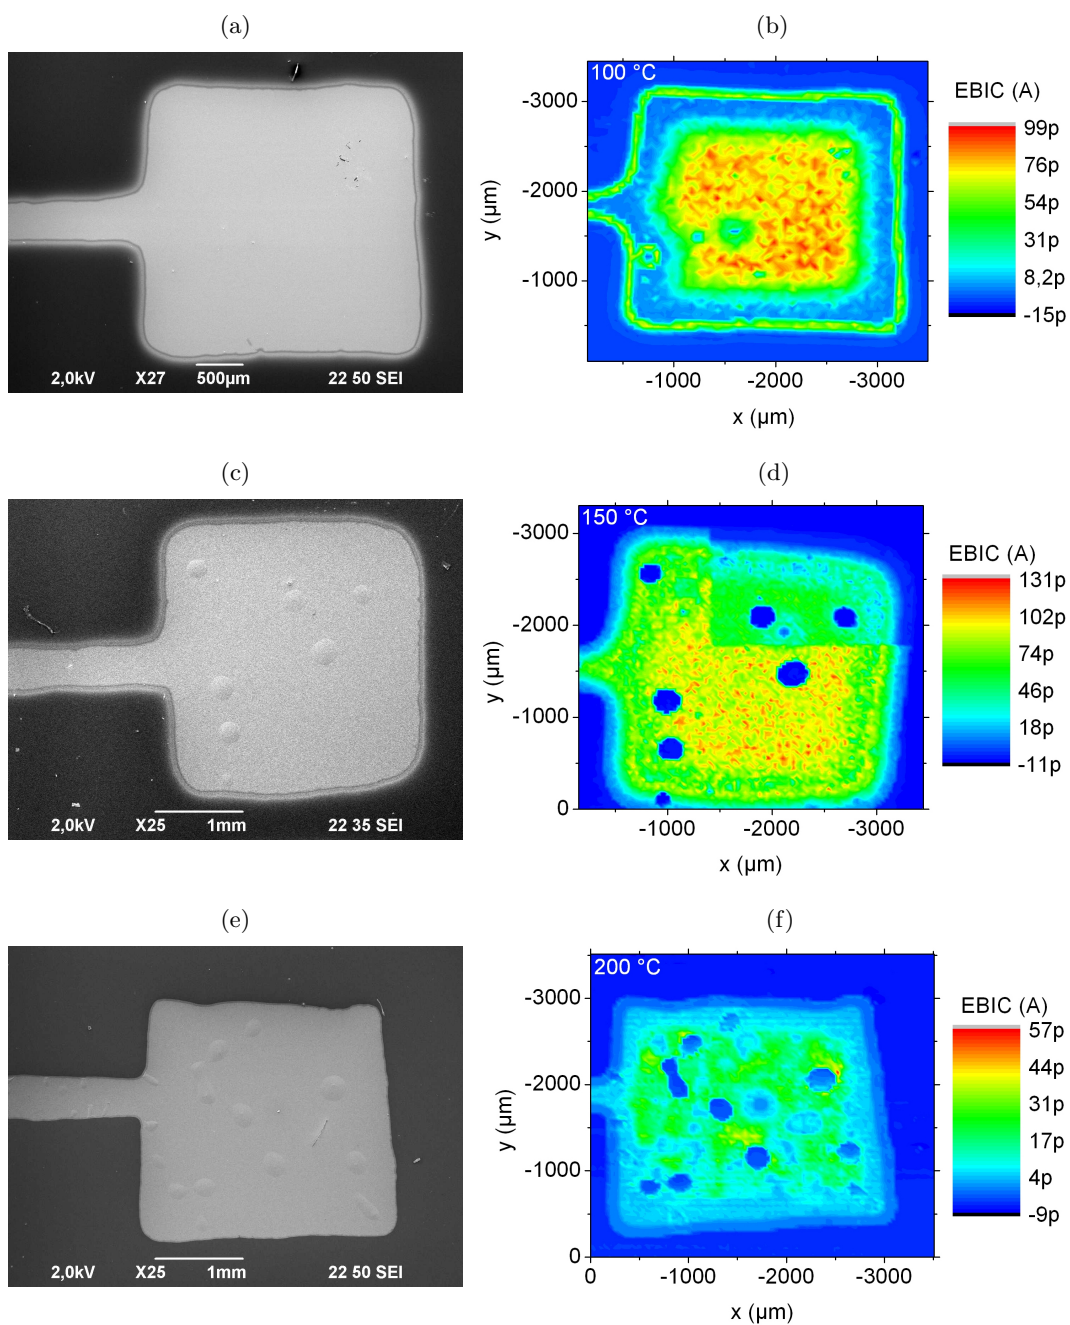 (a)
2,0kV X27 500µm 22 50 SEI
(b)
100 °C
-3000
-2000
-1000
y (µm)
-1000 -2000 -3000
x (µm)
EBIC (A)
99p
76p
54p
31p
8,2p
-15p
(c)
2,0kV X25 1mm 22 35 SEI
(d)
150 °C
-3000
-2000
-1000
0
y (µm)
-1000 -2000 -3000
x (µm)
EBIC (A)
131p
102p
74p
46p
18p
-11p
(e)
2,0kV X25 1mm 22 50 SEI
(f)
200 °C
-3000
-2000
-1000
0
y (µm)
0 -1000 -2000 -3000
x (µm)
EBIC (A)
57p
44p
31p
17p
4p
-9p